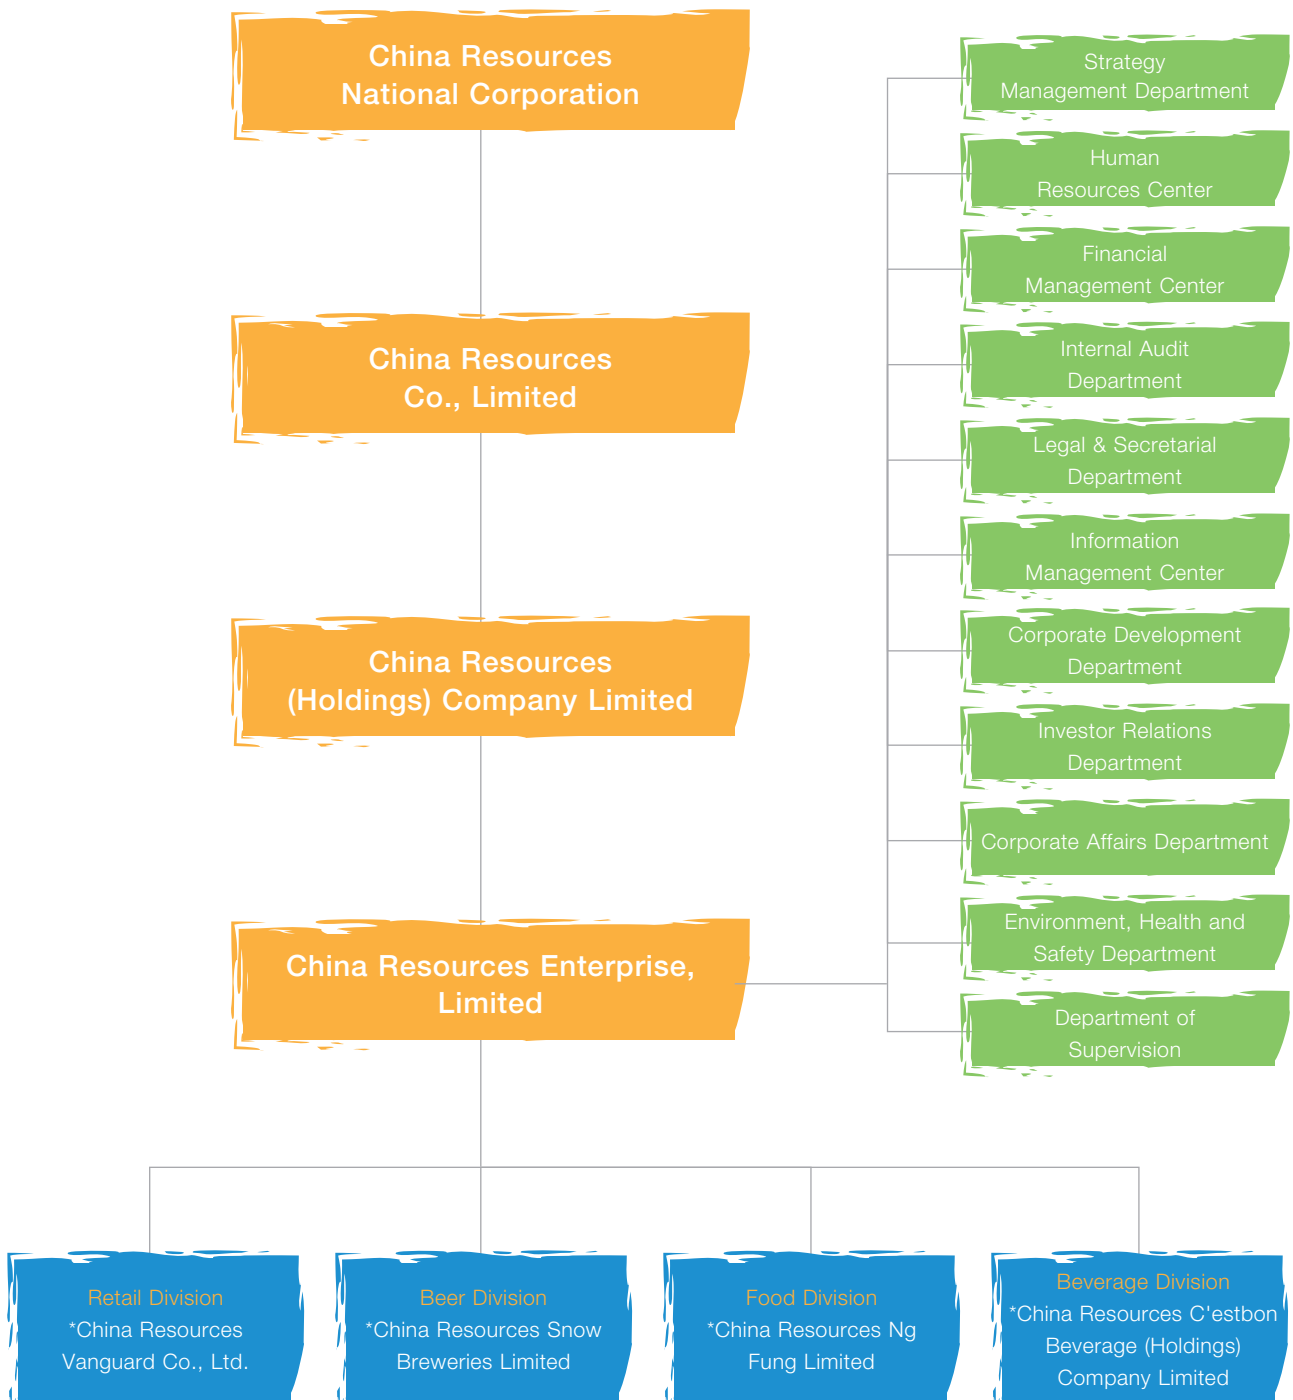 China Resources
National Corporation
China Resources
Co., Limited
China Resources
(Holdings) Company Limited
China Resources Enterprise,
Limited
Strategy
Management Department
Human
Resources Center
Financial
Management Center
Internal Audit
Department
Legal & Secretarial
Department
Information
Management Center
Corporate Development
Department
Investor Relations
Department
Corporate Affairs Department
Environment, Health and
Safety Department
Department of
Supervision
Retail Division
*China Resources
Vanguard Co., Ltd.
Beer Division
*China Resources Snow
Breweries Limited
Food Division
*China Resources Ng
Fung Limited
Beverage Division
*China Resources C'estbon
Beverage (Holdings)
Company Limited